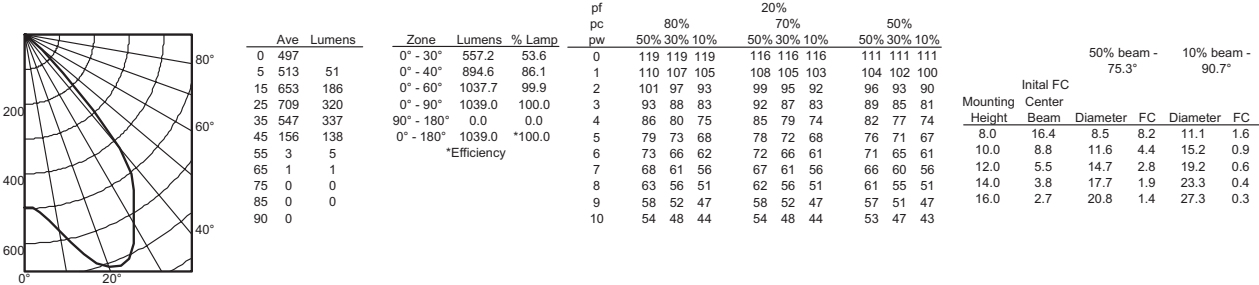 80°
60°
40°
200
400
600
0° 20°
Ave Lumens
0 497
5 513 51
15 653 186
25 709 320
35 547 337
45 156 138
55 3 5
65 1 1
75 0 0
85 0 0
90 0
Zone Lumens % Lamp
0° - 30° 557.2 53.6
0° - 40° 894.6 86.1
0° - 60° 1037.7 99.9
0° - 90° 1039.0 100.0
90° - 180° 0.0 0.0
0° - 180° 1039.0 *100.0
*Efficiency
pf 20%
pc 80% 70% 50%
pw 50% 30% 10% 50% 30% 10% 50% 30% 10%
0 119 119 119 116 116 116 111 111 111
1 110 107 105 108 105 103 104 102 100
2 101 97 93 99 95 92 96 93 90
3 93 88 83 92 87 83 89 85 81
4 86 80 75 85 79 74 82 77 74
5 79 73 68 78 72 68 76 71 67
6 73 66 62 72 66 61 71 65 61
7 68 61 56 67 61 56 66 60 56
8 63 56 51 62 56 51 61 55 51
9 58 52 47 58 52 47 57 51 47
10 54 48 44 54 48 44 53 47 43
50% beam - 10% beam -
75.3° 90.7°
Inital FC
Mounting Center
Height Beam Diameter FC Diameter FC
8.0 16.4 8.5 8.2 11.1 1.6
10.0 8.8 11.6 4.4 15.2 0.9
12.0 5.5 14.7 2.8 19.2 0.6
14.0 3.8 17.7 1.9 23.3 0.4
16.0 2.7 20.8 1.4 27.3 0.3